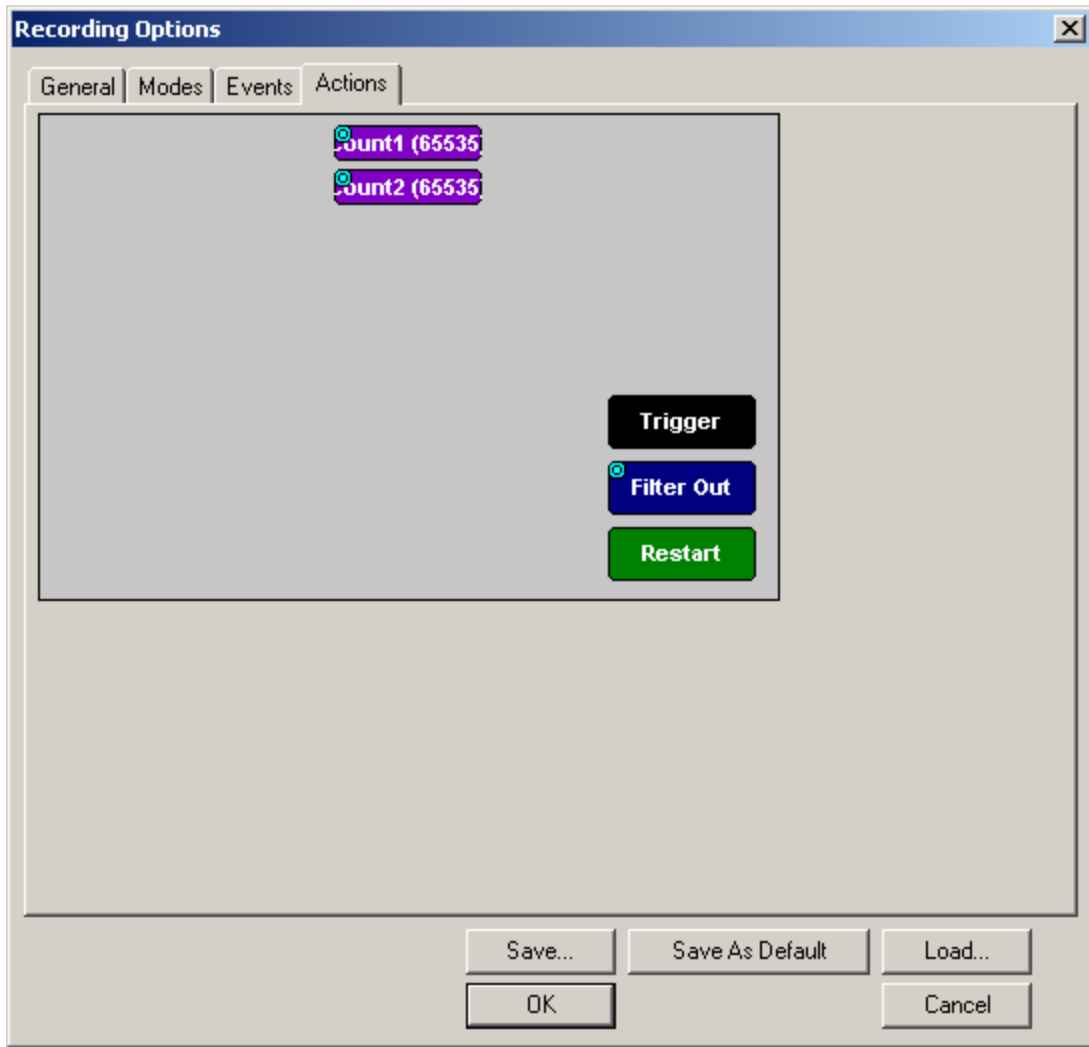 Recording Options
General Modes Events Actions
ount1 (65535
ount2 (65535
Trigger
Filter Out
Restart
Save... Save As Default Load...
OK Cancel